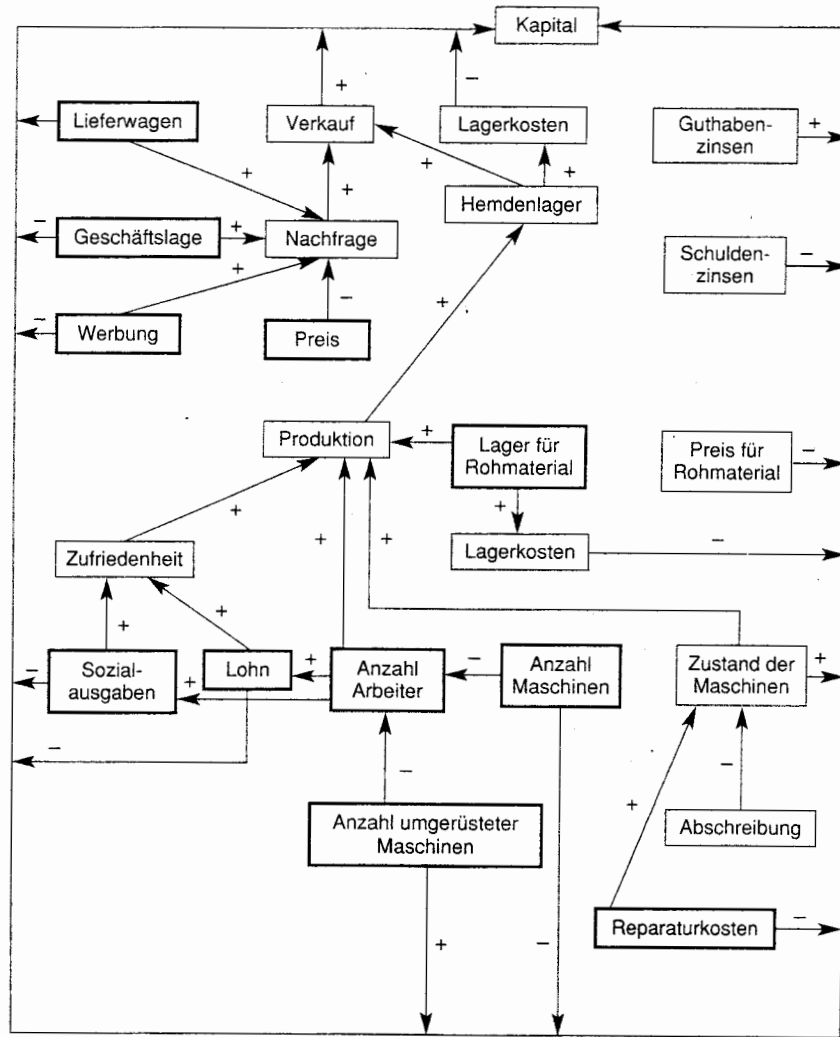 Kapital
+
−
Lieferwagen
Verkauf
Lagerkosten
Guthaben-
zinsen
+
+
+
+
+
Hemdenlager
−
Geschäftslage
+
Nachfrage
Schulden-
zinsen
−
+
−
+
−
Werbung
Preis
Produktion
+
Lager für
Rohmaterial
Preis für
Rohmaterial
−
+
+
+
+
Zufriedenheit
Lagerkosten
−
+
+
−
Sozial-
ausgaben
+
Lohn
+
Anzahl
Arbeiter
−
Anzahl
Maschinen
Zustand der
Maschinen
+
−
−
−
+
Anzahl umgerüsteter
Maschinen
Abschreibung
Reparaturkosten
−
+
−